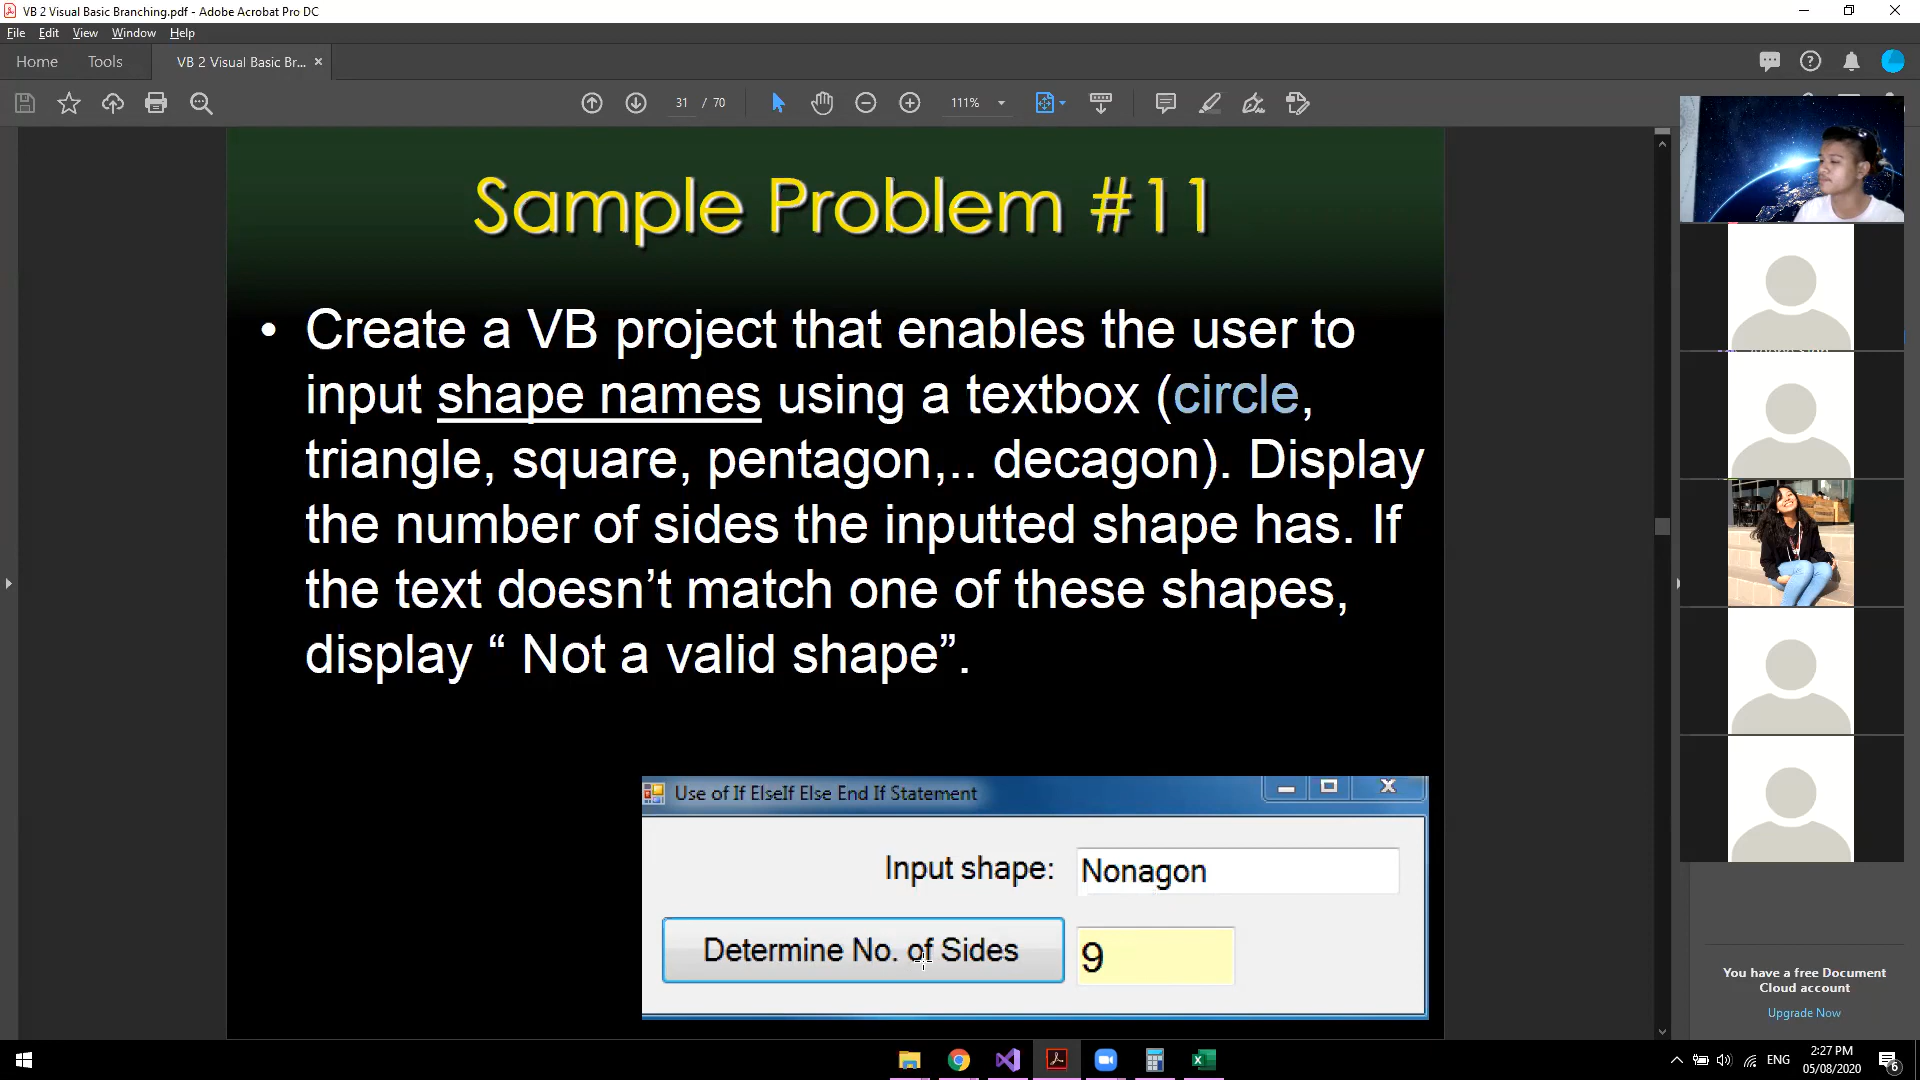 VB 2 Visual Basic Branching.pdf - Adobe Acrobat Pro DC
File Edit View Window Help
Home Tools VB 2 Visual Basic Br... ×
31 / 70 111%
Sample Problem #11
• Create a VB project that enables the user to
input shape names using a textbox (circle,
triangle, square, pentagon,.. decagon). Display
the number of sides the inputted shape has. If
the text doesn’t match one of these shapes,
display “ Not a valid shape”.
Use of If ElseIf Else End If Statement
Input shape: Nonagon
Determine No. of Sides 9
You have a free Document
Cloud account
Upgrade Now
ENG
2:27 PM
05/08/2020
6